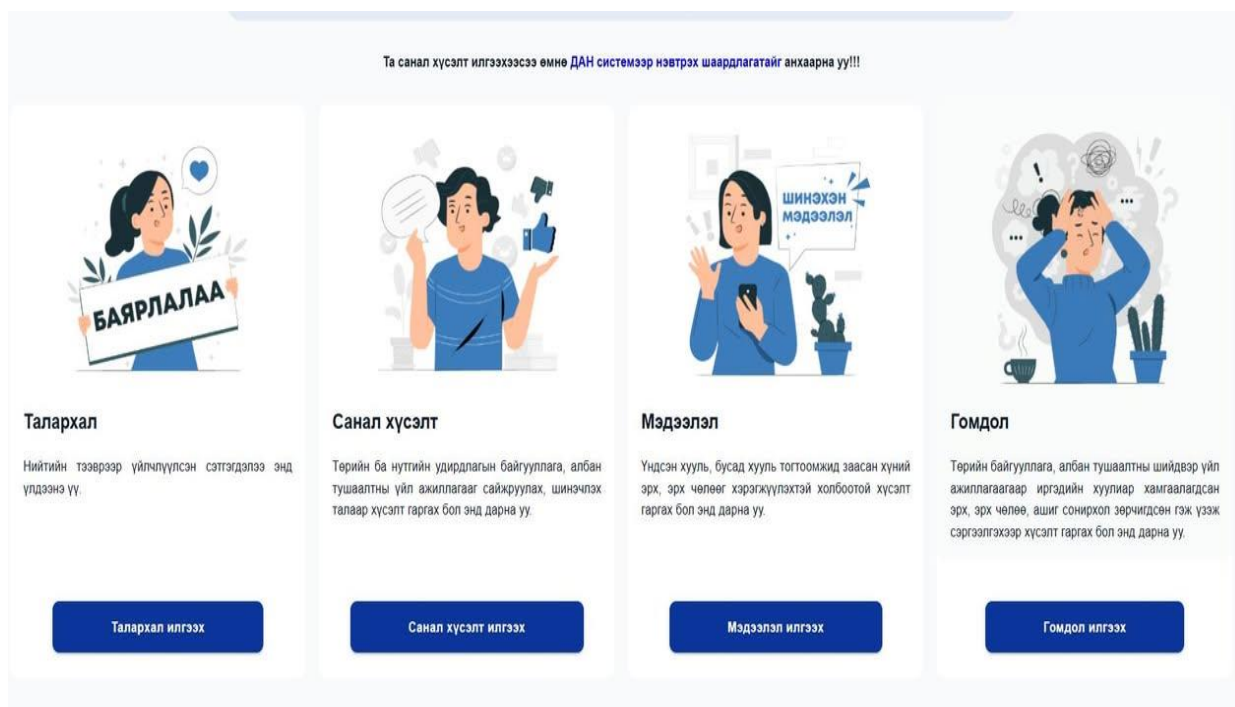 Та санал хүсэлт илгээхээсээ өмнө ДАН системээр нэвтрэх шаардлагатайг анхаарна уу!!!
БАЯРЛАЛАА
Талархал
Нийтийн тээврээр үйлчлүүлсэн сэтгэгдэлээ энд
үлдээнэ үү.
Талархал илгээх
Санал хүсэлт
Төрийн ба нутгийн удирдлагын байгууллага, албан
тушаалтны үйл ажиллагааг сайжруулах, шинэчлэх
талаар хүсэлт гаргах бол энд дарна уу.
Санал хүсэлт илгээх
ШИНЭХЭН
МЭДЭЭЛЭЛ
Мэдээлэл
Үндсэн хууль, бусад хууль тогтоомжид заасан хүний
эрх, эрх чөлөөг хэрэгжүүлэхтэй холбоотой хүсэлт
гаргах бол энд дарна уу.
Мэдээлэл илгээх
Гомдол
Төрийн байгууллага, албан тушаалтны шийдвэр үйл
ажиллагаагаар иргэдийн хуулиар хамгаалагдсан
эрх, эрх чөлөө, ашиг сонирхол зөрчигдсөн гэж үзэж
сэргээлгэхээр хүсэлт гаргах бол энд дарна уу.
Гомдол илгээх